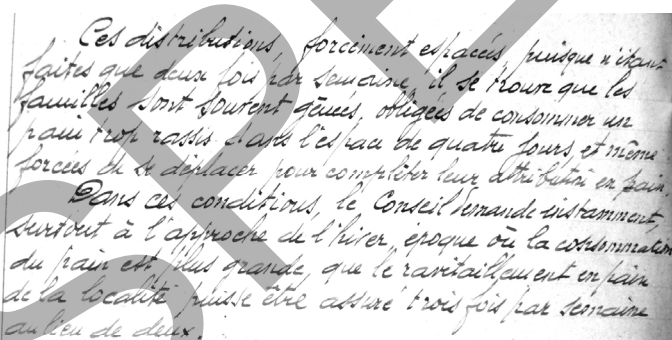 Ces distributions, forcément espacées puisque n'étant
faites que deux fois par semaine, il se trouve que les
familles sont souvent gênées, obligées de consommer un
pain trop rassis dans l'espace de quatre jours, et même
forcées de se déplacer pour compléter leur attribution en pain
Dans ces conditions, le Conseil demande instamment,
surtout à l'approche de l'hiver, époque où la consommation
du pain est plus grande, que le ravitaillement en pain
de la localité puisse être assuré trois fois par semaine
au lieu de deux.